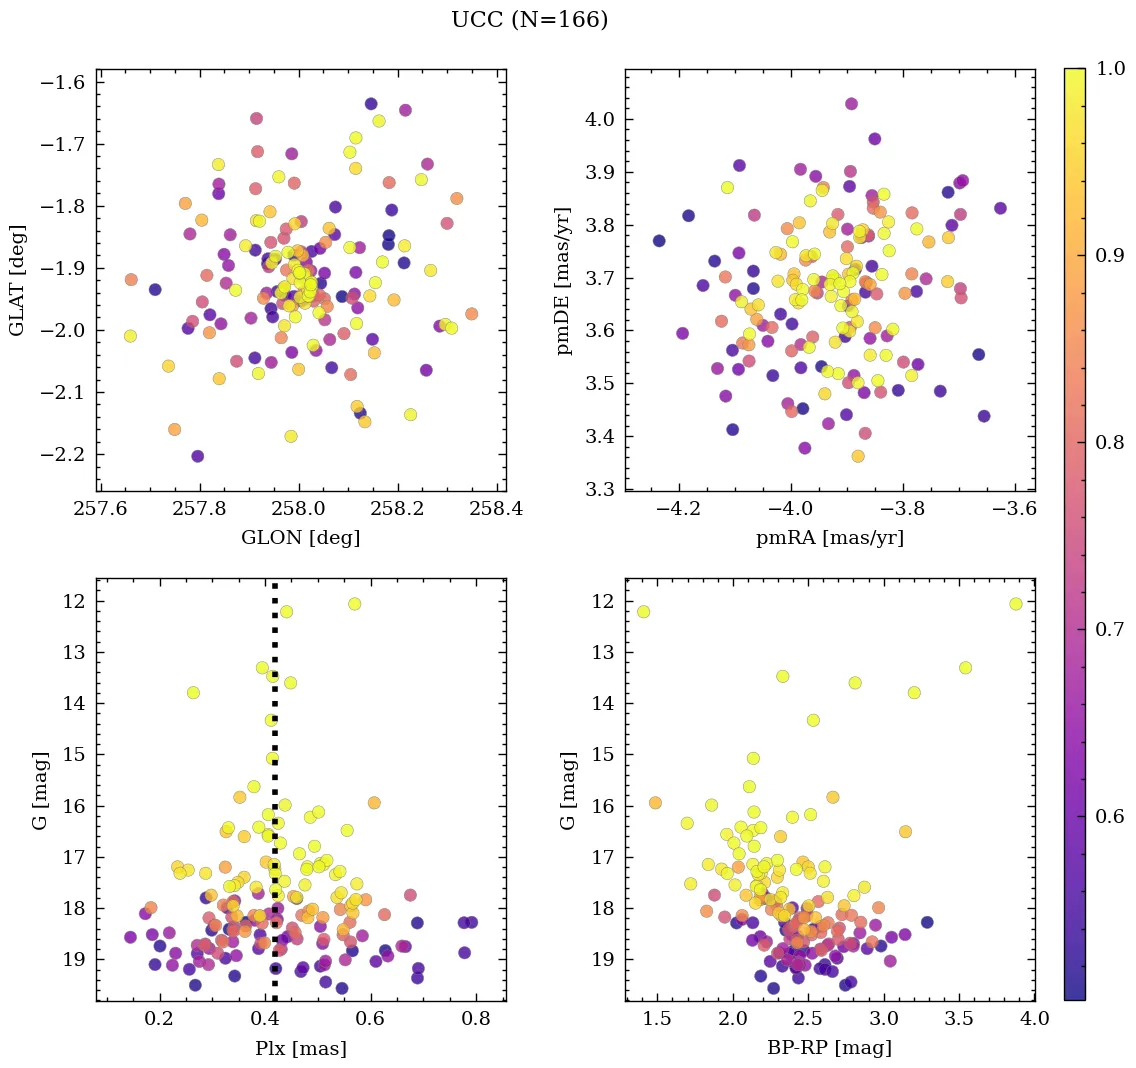 UCC (N=166)
−1.6
−1.7
−1.8
−1.9
−2.0
−2.1
−2.2
GLAT [deg]
257.6 257.8 258.0 258.2 258.4
GLON [deg]
4.0
3.9
3.8
3.7
3.6
3.5
3.4
3.3
pmDE [mas/yr]
−4.2 −4.0 −3.8 −3.6
pmRA [mas/yr]
12
13
14
15
16
17
18
19
G [mag]
0.2 0.4 0.6 0.8
Plx [mas]
12
13
14
15
16
17
18
19
G [mag]
1.5 2.0 2.5 3.0 3.5 4.0
BP-RP [mag]
1.0
0.9
0.8
0.7
0.6